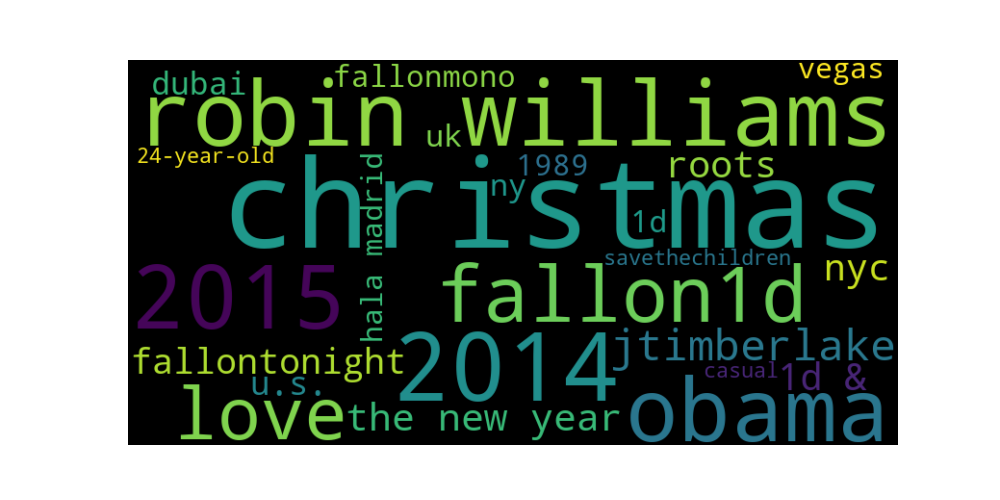 vegas
dubai fallonmono
robin williams
uk
24-year-old
1989 roots
ny
christmas
1d
hala madrid
savethechildren
nyc
2015 fallon1d
2014 jtimberlake
fallontonight
casual 1d &
u.s.
love the new year obama